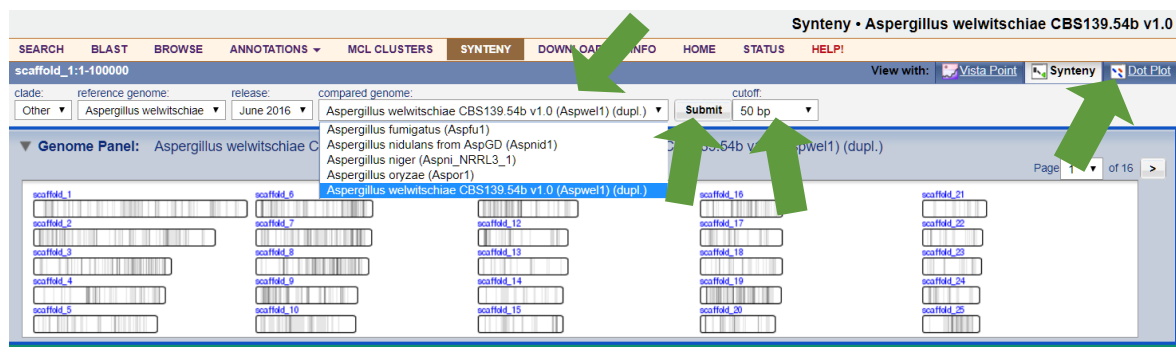 Synteny • Aspergillus welwitschiae CBS139.54b v1.0
SEARCH BLAST BROWSE ANNOTATIONS MCL CLUSTERS SYNTENY DOWNLOAD INFO HOME STATUS HELP!
scaffold_1:1-100000 View with: Vista Point Synteny Dot Plot
clade: reference genome: release: compared genome: cutoff:
Other Aspergillus welwitschiae June 2016 Aspergillus welwitschiae CBS139.54b v1.0 (Aspwel1) (dupl.) Submit 50 bp
Aspergillus fumigatus (Aspfu1)
Aspergillus nidulans from AspGD (Aspnid1)
Aspergillus niger (Aspni_NRRL3_1)
Aspergillus oryzae (Aspor1)
Aspergillus welwitschiae CBS139.54b v1.0 (Aspwel1) (dupl.)
Genome Panel: Aspergillus welwitschiae (dupl.)
Page 1 of 16 >
scaffold_1 scaffold_6 scaffold_16 scaffold_21
scaffold_2 scaffold_7 scaffold_12 scaffold_17 scaffold_22
scaffold_3 scaffold_8 scaffold_13 scaffold_18 scaffold_23
scaffold_4 scaffold_9 scaffold_14 scaffold_19 scaffold_24
scaffold_5 scaffold_10 scaffold_15 scaffold_20 scaffold_25